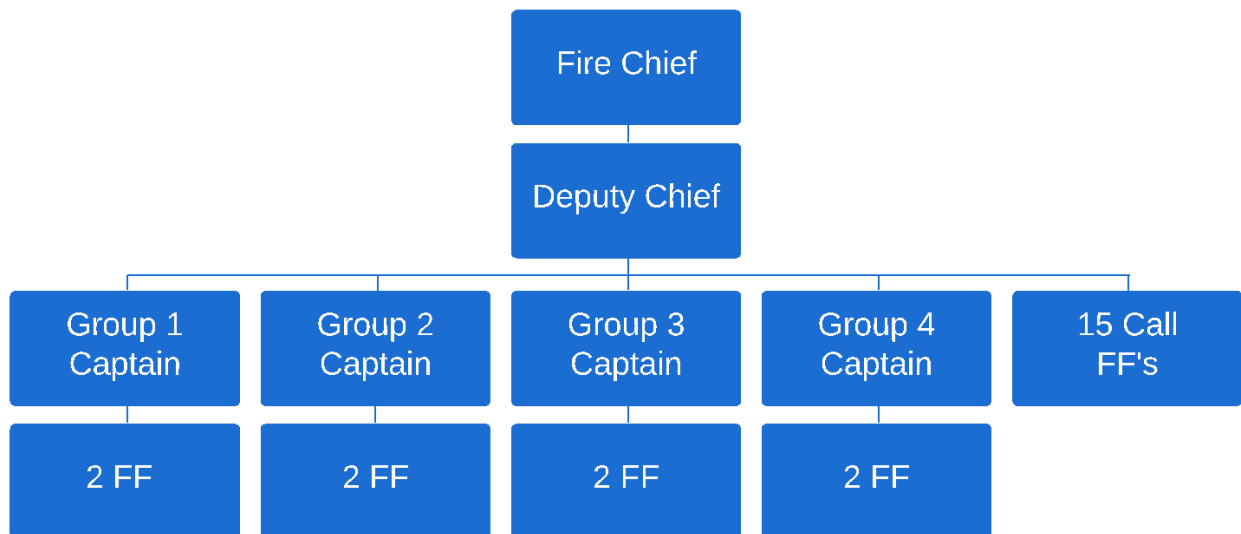 Fire Chief
Deputy Chief
Group 1
Captain
Group 2
Captain
Group 3
Captain
Group 4
Captain
15 Call
FF's
2 FF
2 FF
2 FF
2 FF